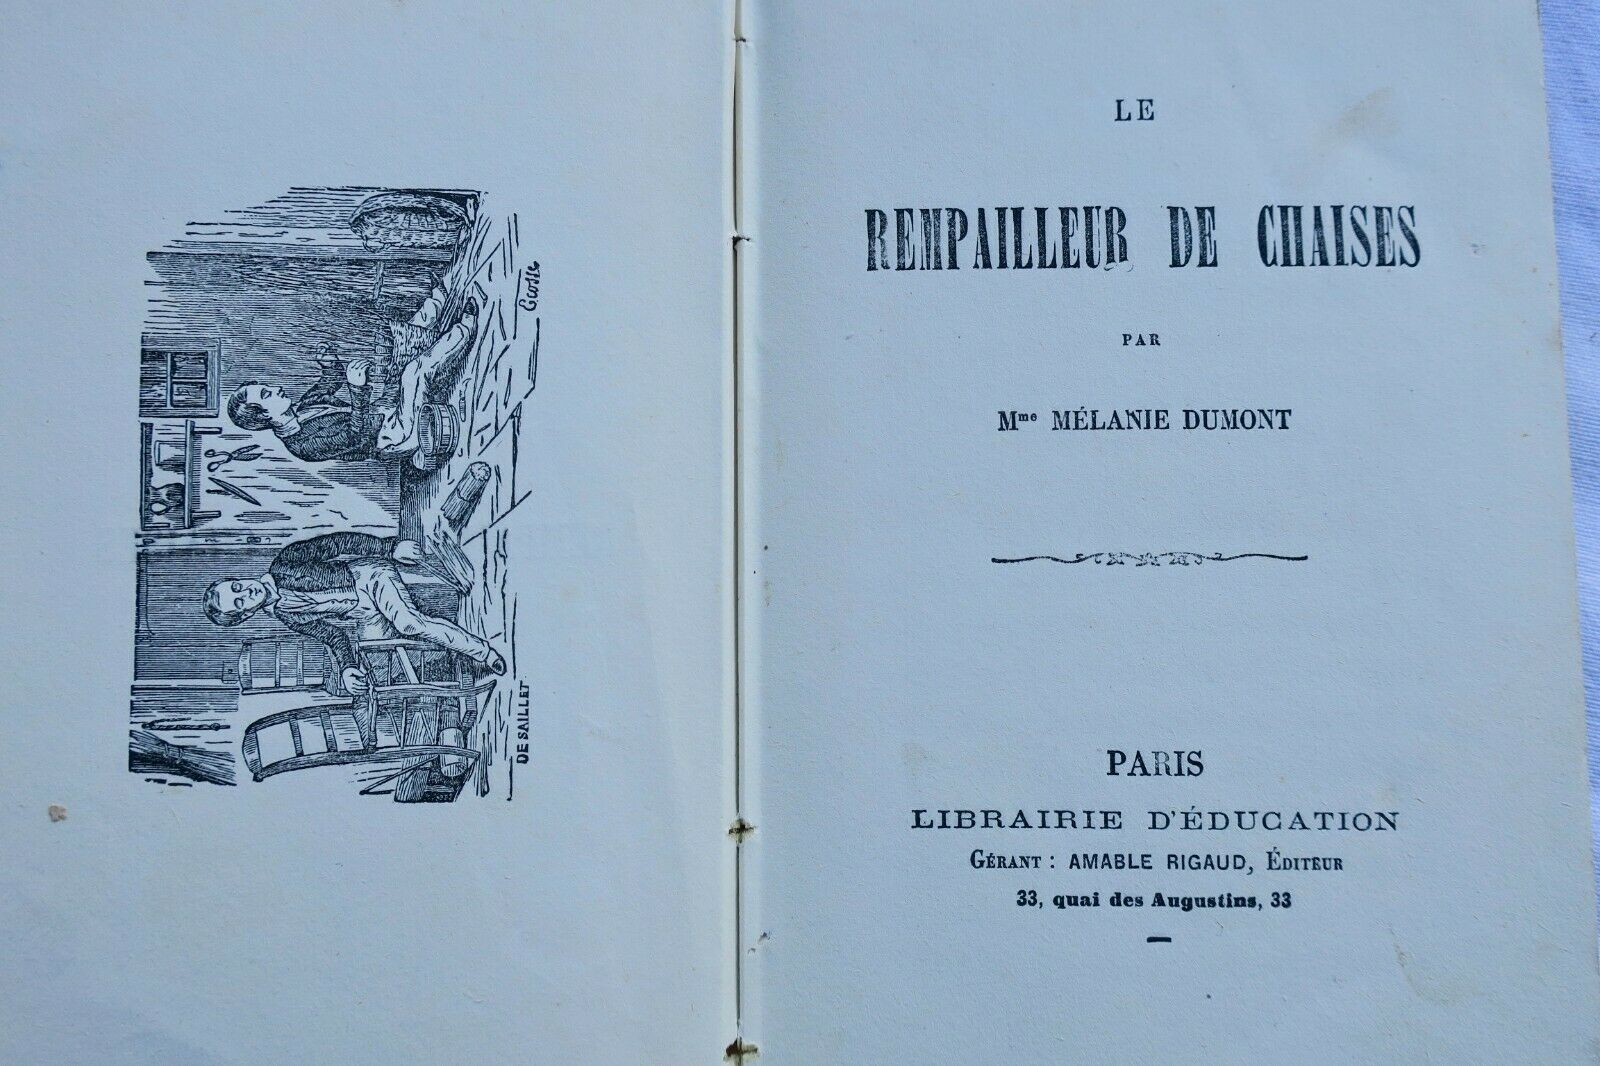 DE SAILLET
LE
REMPAILLEUR DE CHAISES
PAR
Mme MÉLANIE DUMONT
PARIS
LIBRAIRIE D'ÉDUCATION
GÉRANT : AMABLE RIGAUD, ÉDITEUR
33, quai des Augustins, 33